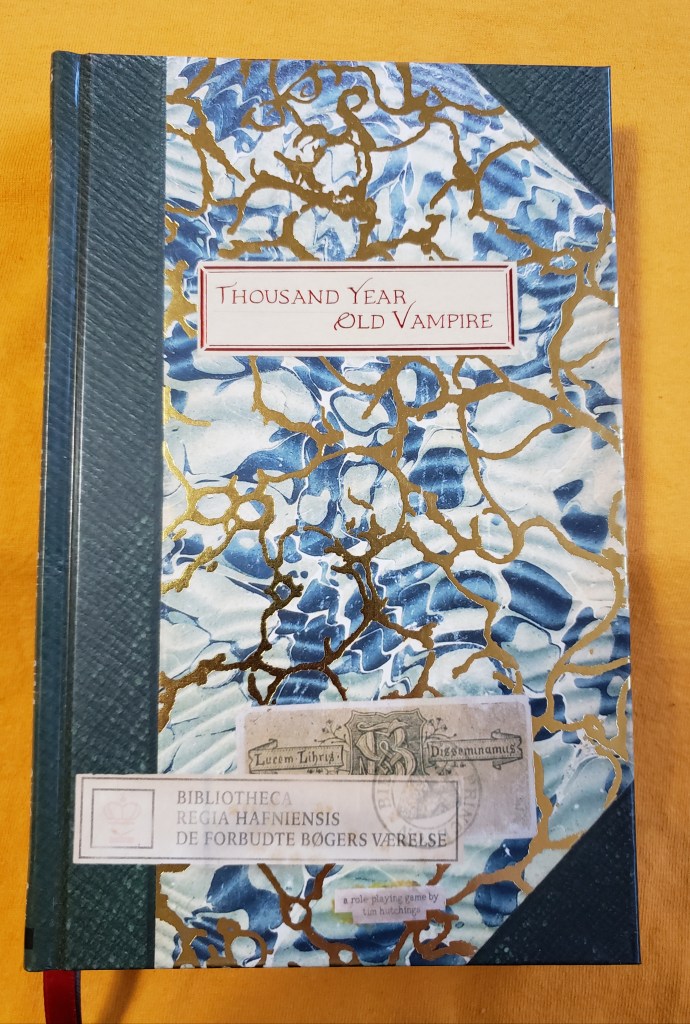 THOUSAND YEAR
OLD VAMPIRE
Lucem Libris
Disseminamus
BIBLIOTHECA
REGIA HAFNIENSIS
DE FORBUDTE BØGERS VÆRELSE
a role-playing game by
tim hutchings